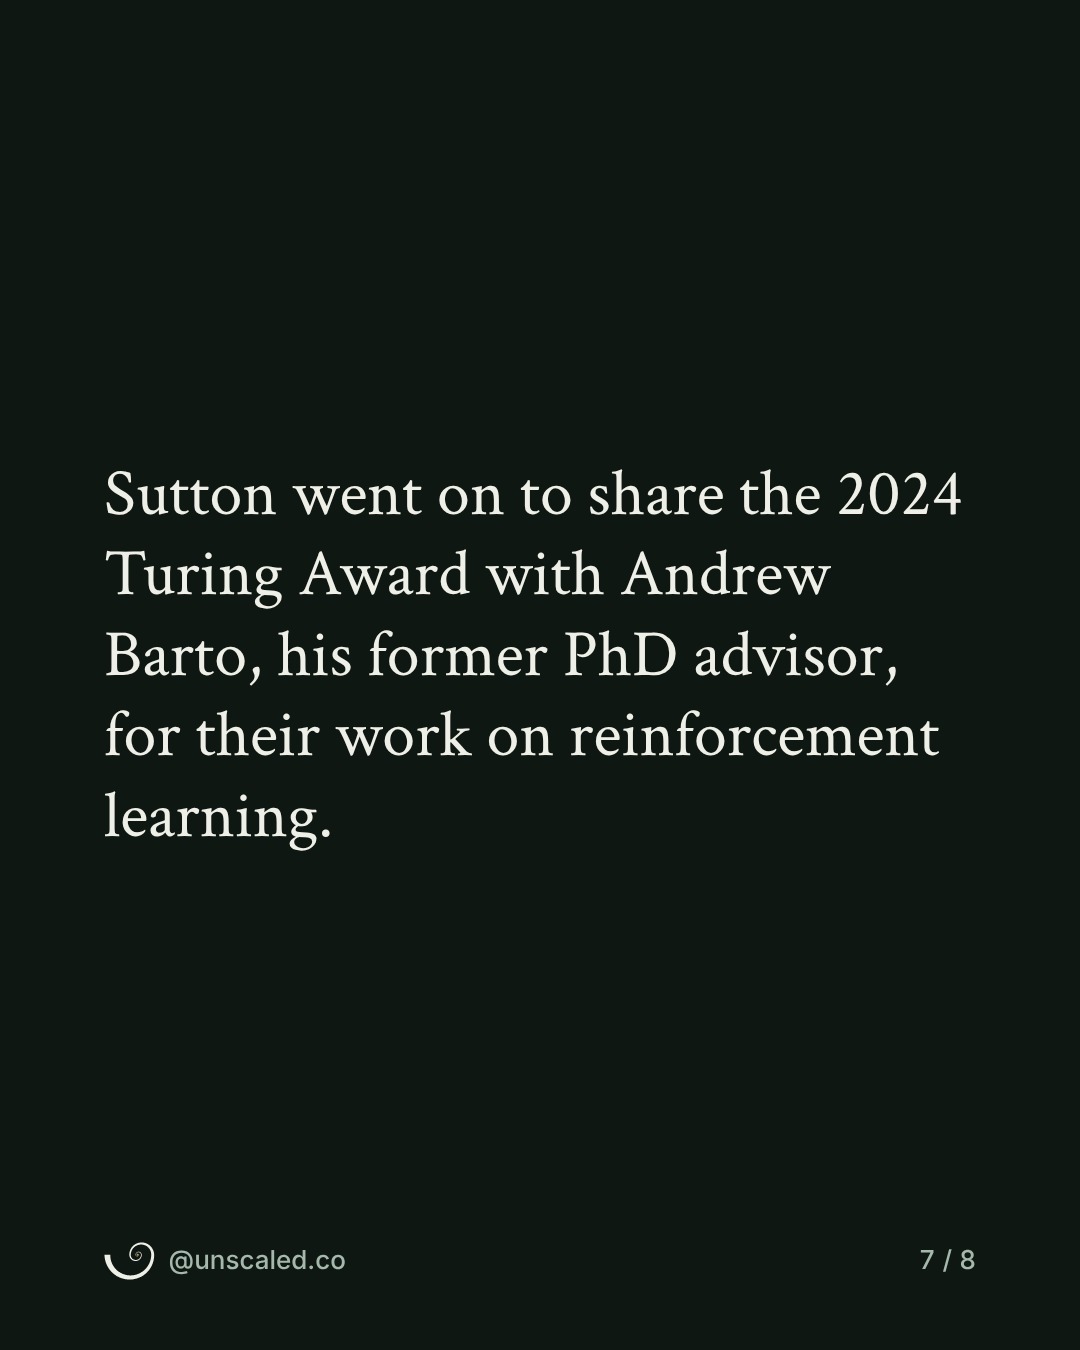 Sutton went on to share the 2024
Turing Award with Andrew
Barto, his former PhD advisor,
for their work on reinforcement
learning.
@unscaled.co
7 / 8